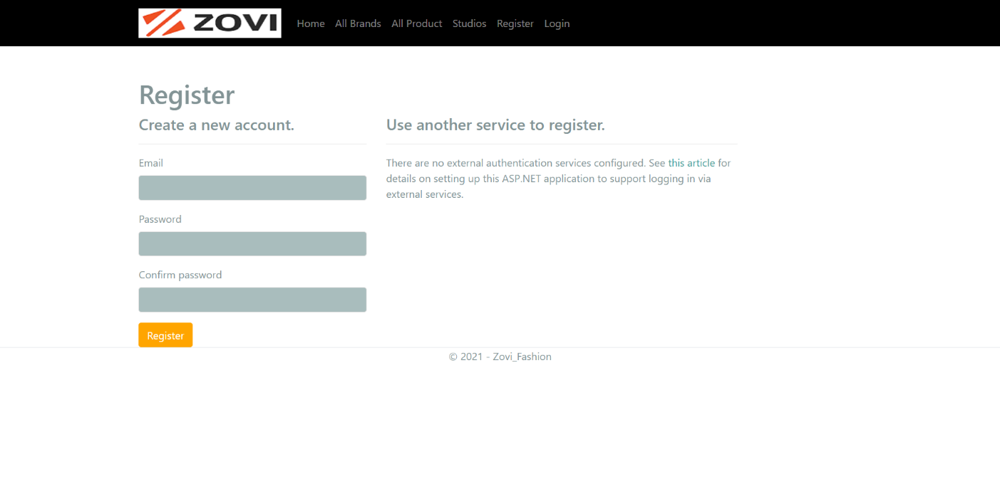 ZOVI
Home All Brands All Product Studios Register Login
Register
Create a new account.
Email
Password
Confirm password
Register
Use another service to register.
There are no external authentication services configured. See this article for
details on setting up this ASP.NET application to support logging in via
external services.
© 2021 - Zovi_Fashion